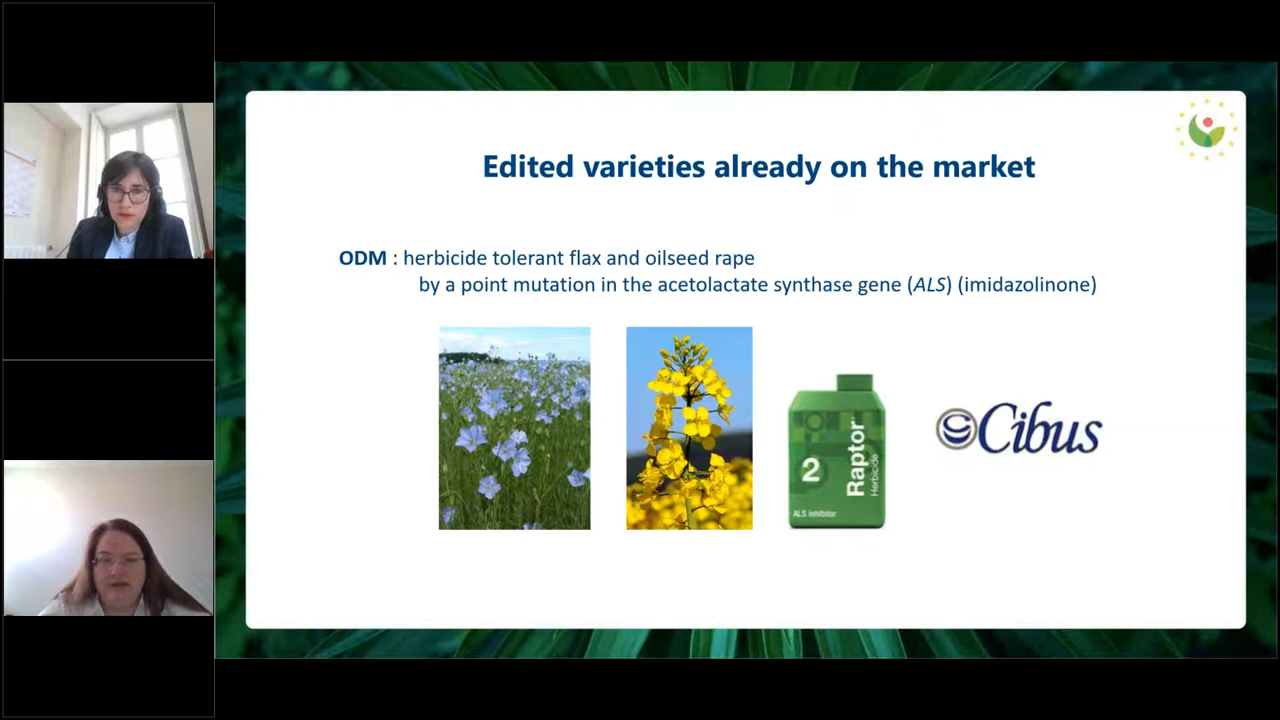 Edited varieties already on the market
ODM : herbicide tolerant flax and oilseed rape
by a point mutation in the acetolactate synthase gene (ALS) (imidazolinone)
2
Raptor
Herbicide
ALS inhibitor
Cibus